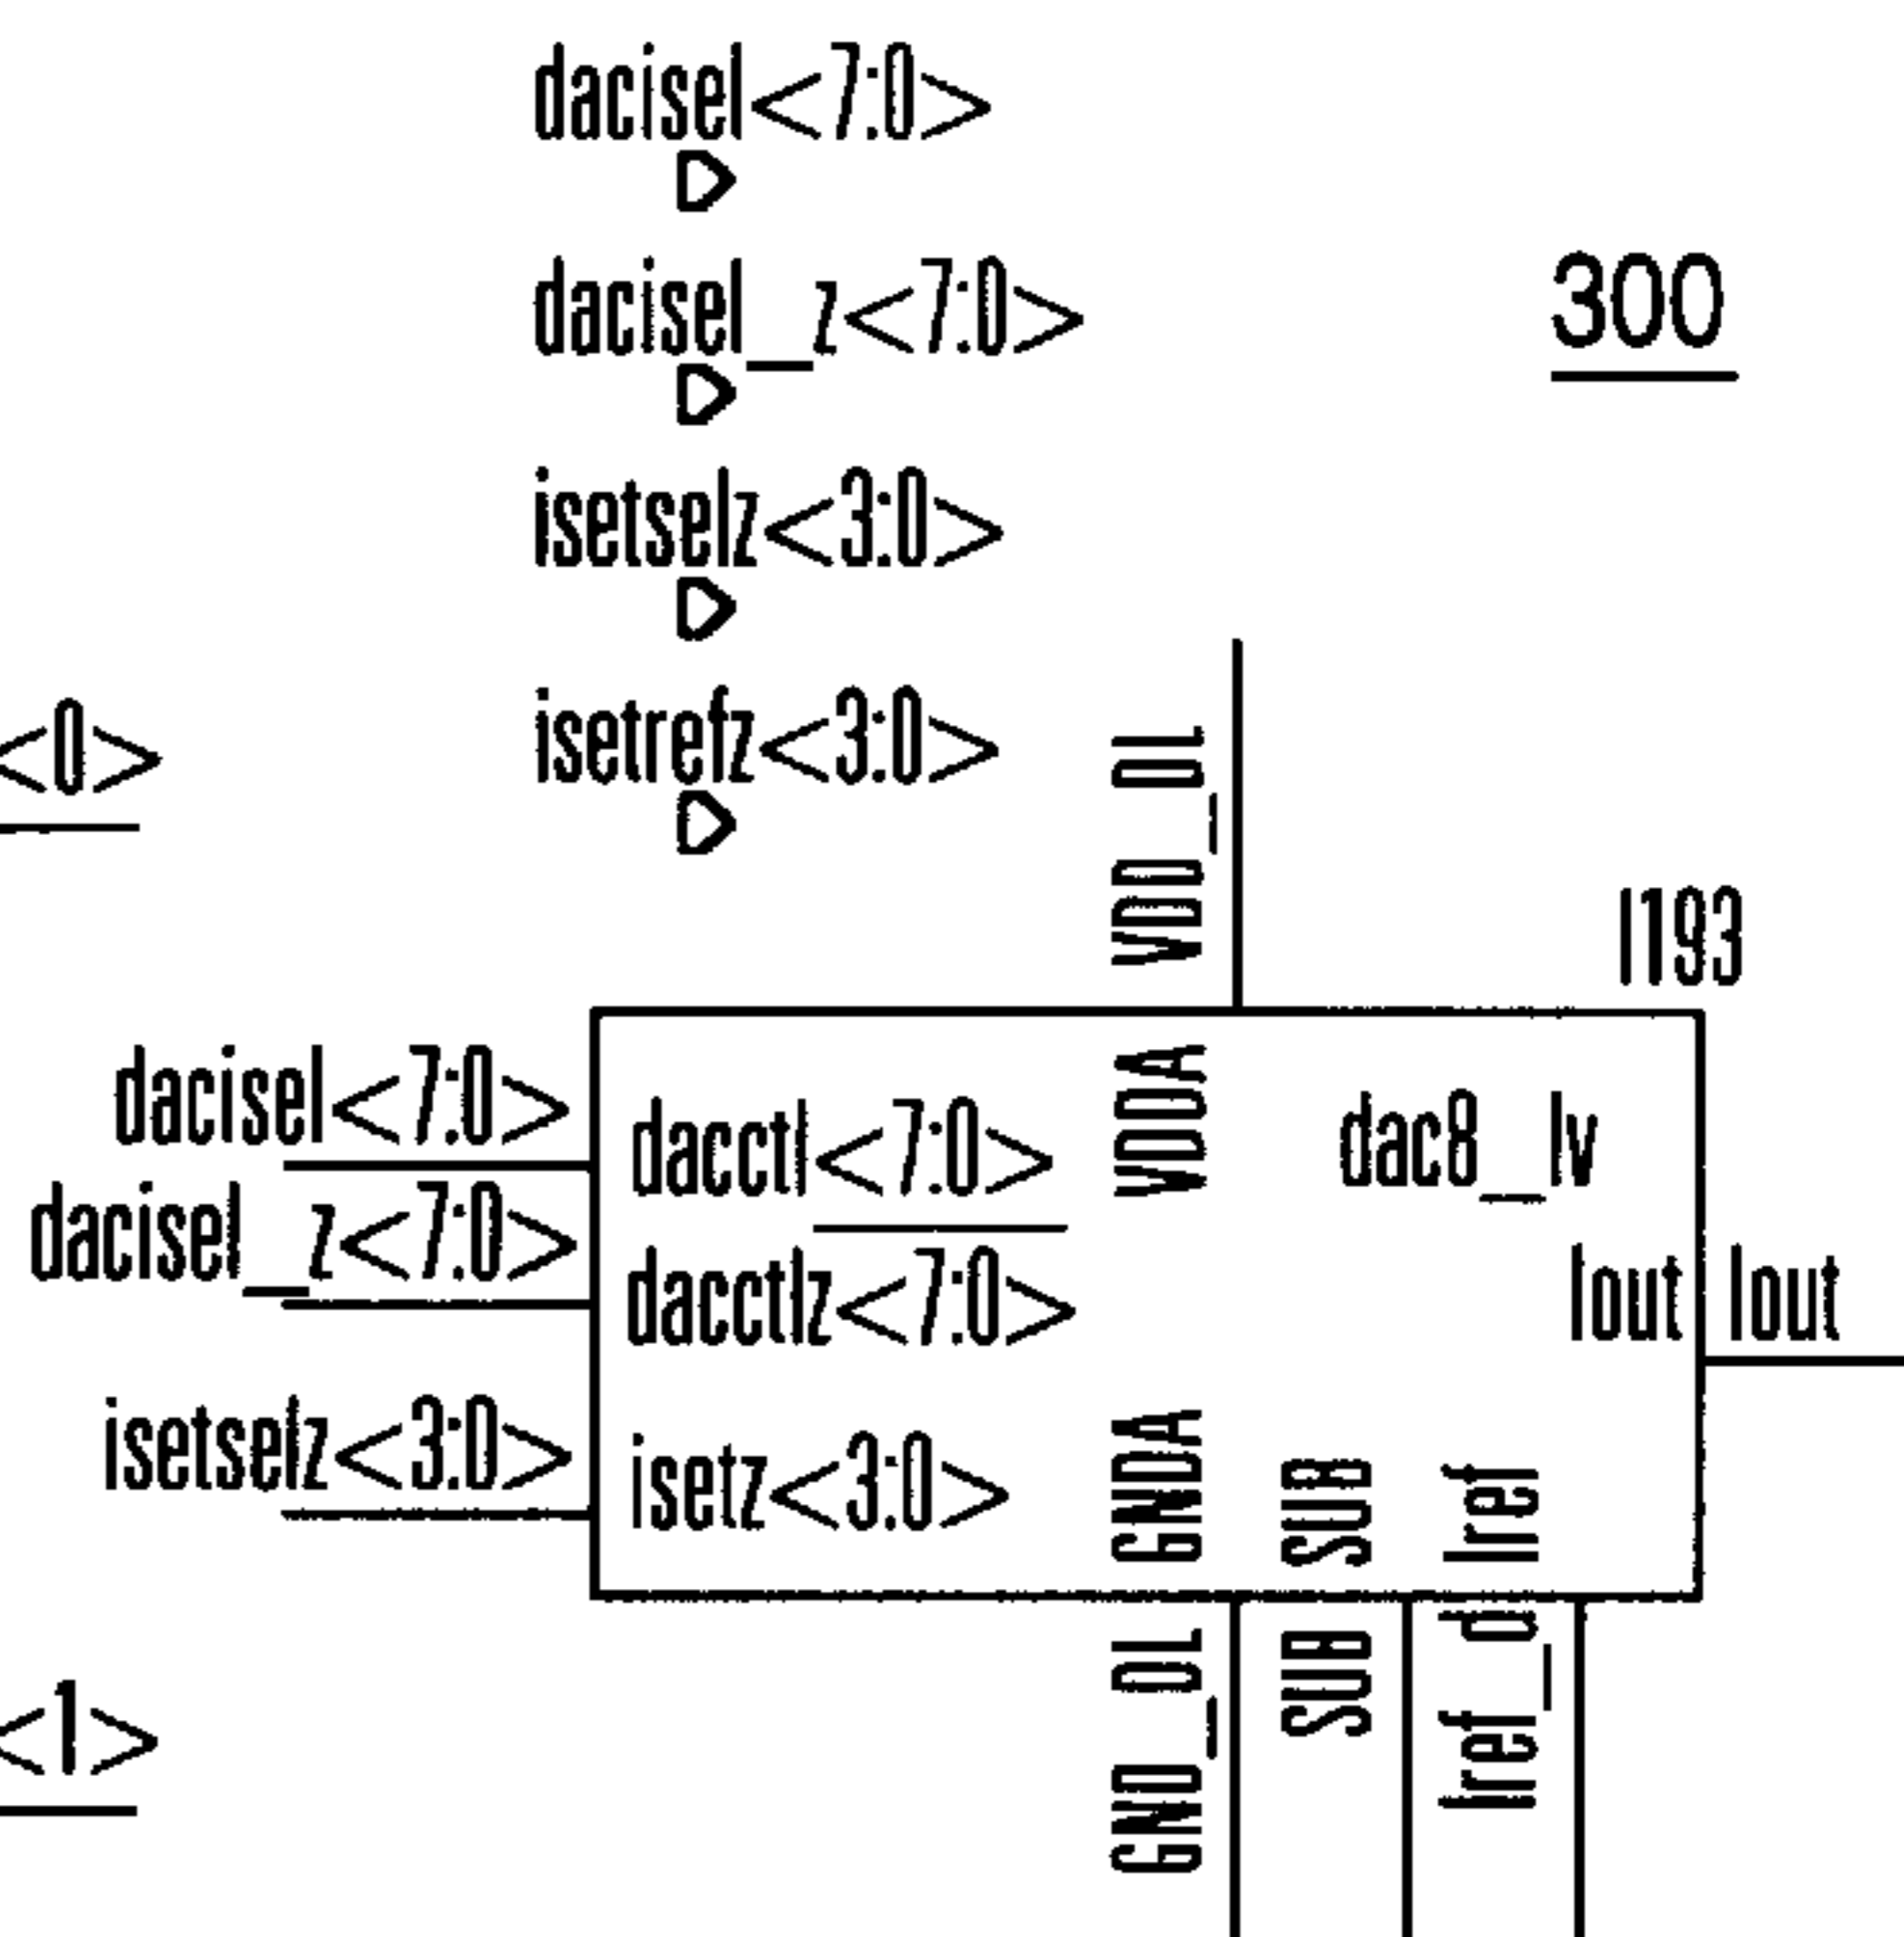 dacisel<7:0>
dacisel_z<7:0>
300
isetselz<3:0>
isetrefz<3:0>
<0>
VDD_DL
I193
dacisel<7:0>
dacctl<7:0>
VDDA
dac8_lv
dacisel_z<7:0>
dacctlz<7:0>
Iout
Iout
isetselz<3:0>
isetz<3:0>
GNDA
SUB
Iref
<1>
GND_DL
SUB
Iref_d